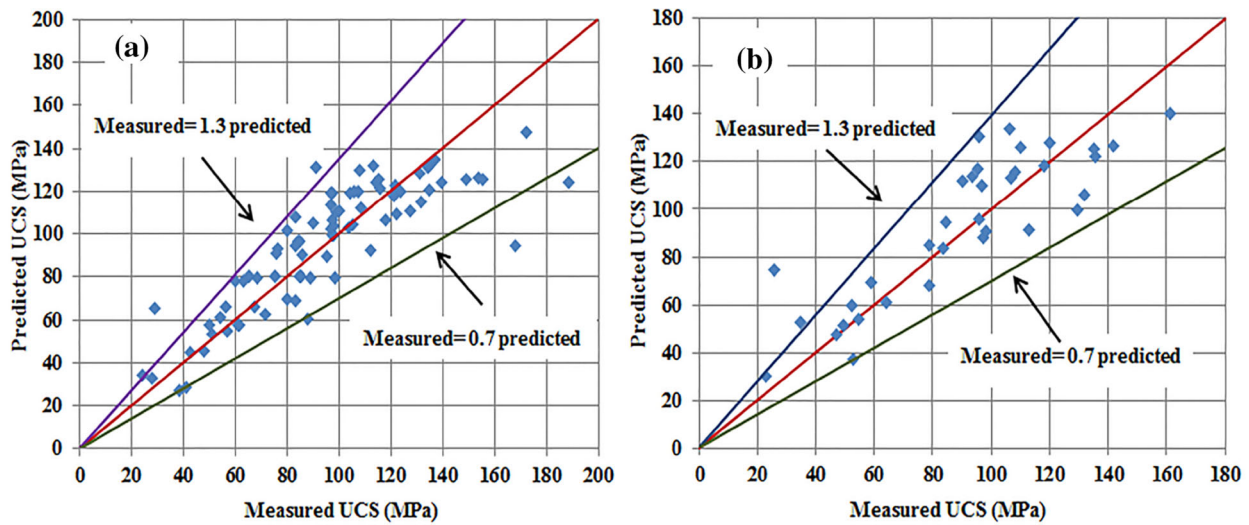 (a)
Predicted UCS (MPa)
200
180
160
140
120
100
80
60
40
20
0
Measured= 1.3 predicted
Measured= 0.7 predicted
0 20 40 60 80 100 120 140 160 180 200
Measured UCS (MPa)
(b)
Predicted UCS (MPa)
180
160
140
120
100
80
60
40
20
0
Measured= 1.3 predicted
Measured= 0.7 predicted
0 20 40 60 80 100 120 140 160 180
Measured UCS (MPa)